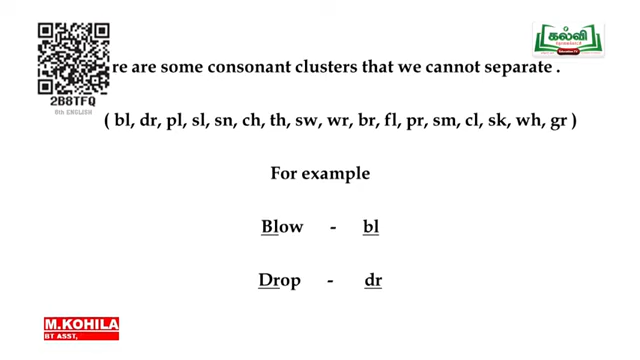 கல்வி
re are some consonant clusters that we cannot separate .
2B8TFQ
6th ENGLISH
( bl, dr, pl, sl, sn, ch, th, sw, wr, br, fl, pr, sm, cl, sk, wh, gr )
For example
Blow - bl
Drop - dr
M.KOHILA
BT ASST,